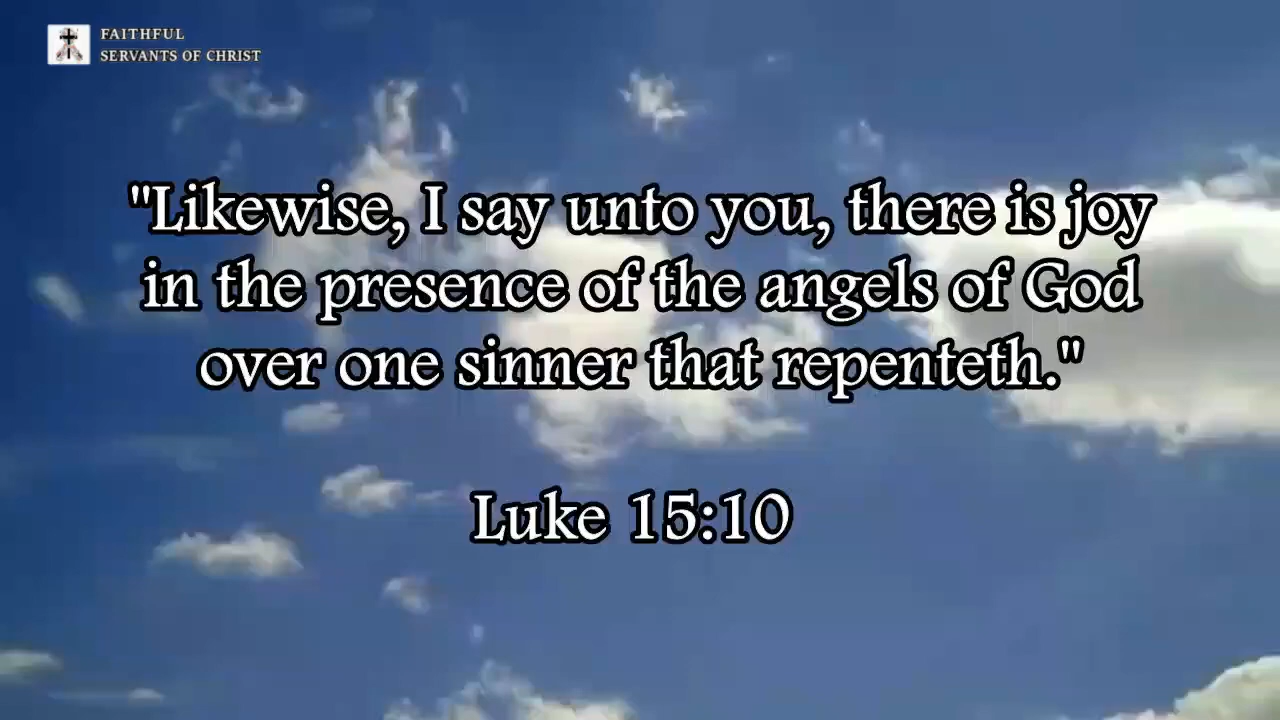 FAITHFUL
SERVANTS OF CHRIST
"Likewise, I say unto you, there is joy
in the presence of the angels of God
over one sinner that repenteth."
Luke 15:10